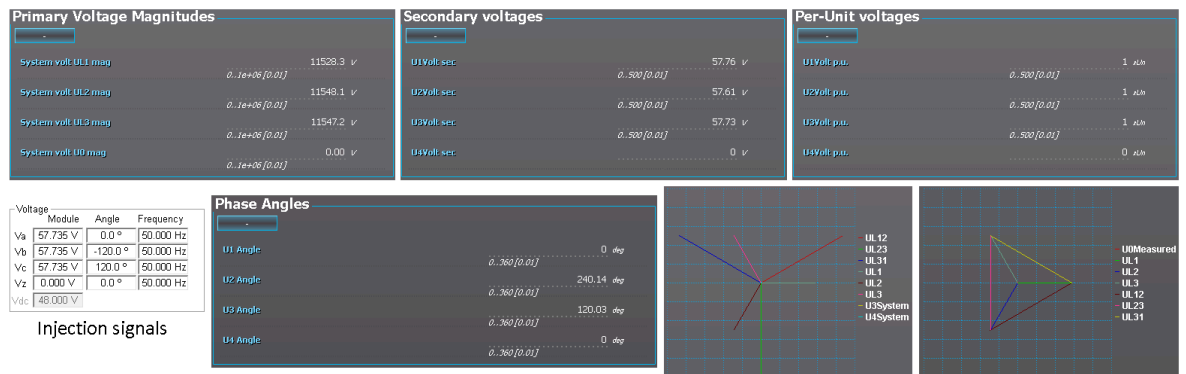 Primary Voltage Magnitudes
-
System volt UL1 mag 11528.3 V
0..1e+06 [0.01]
System volt UL2 mag 11548.1 V
0..1e+06 [0.01]
System volt UL3 mag 11547.2 V
0..1e+06 [0.01]
System volt U0 mag 0.00 V
0..1e+06 [0.01]
Secondary voltages
-
U1Volt sec 57.76 V
0..500 [0.01]
U2Volt sec 57.61 V
0..500 [0.01]
U3Volt sec 57.73 V
0..500 [0.01]
U4Volt sec 0 V
Per-Unit voltages
-
U1Volt p.u. 1 xUn
0..500 [0.01]
U2Volt p.u. 1 xUn
0..500 [0.01]
U3Volt p.u. 1 xUn
0..500 [0.01]
U4Volt p.u. 0 xUn
Voltage
Module Angle Frequency
Va 57.735 V 0.0 º 50.000 Hz
Vb 57.735 V -120.0 º 50.000 Hz
Vc 57.735 V 120.0 º 50.000 Hz
Vz 0.000 V 0.0 º 50.000 Hz
Vdc 48.000 V
Injection signals
Phase Angles
-
U1 Angle 0 deg
0..360 [0.01]
U2 Angle 240.14 deg
0..360 [0.01]
U3 Angle 120.03 deg
0..360 [0.01]
U4 Angle 0 deg
0..360 [0.01]
UL12
UL23
UL31
UL1
UL2
UL3
U3System
U4System
U0Measured
UL1
UL2
UL3
UL12
UL23
UL31